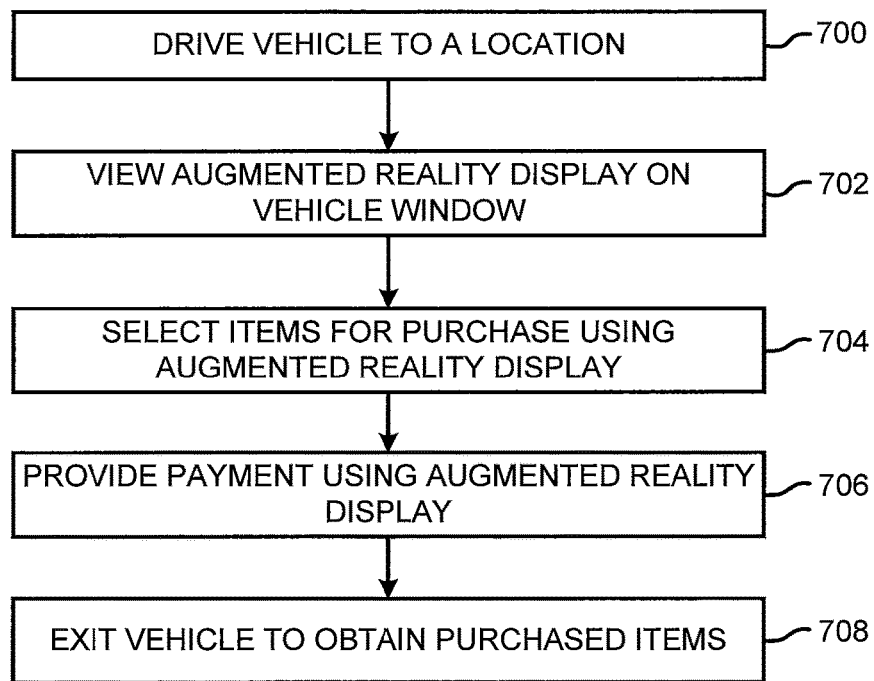 DRIVE VEHICLE TO A LOCATION
700
VIEW AUGMENTED REALITY DISPLAY ON
VEHICLE WINDOW
702
SELECT ITEMS FOR PURCHASE USING
AUGMENTED REALITY DISPLAY
704
PROVIDE PAYMENT USING AUGMENTED REALITY
DISPLAY
706
EXIT VEHICLE TO OBTAIN PURCHASED ITEMS
708